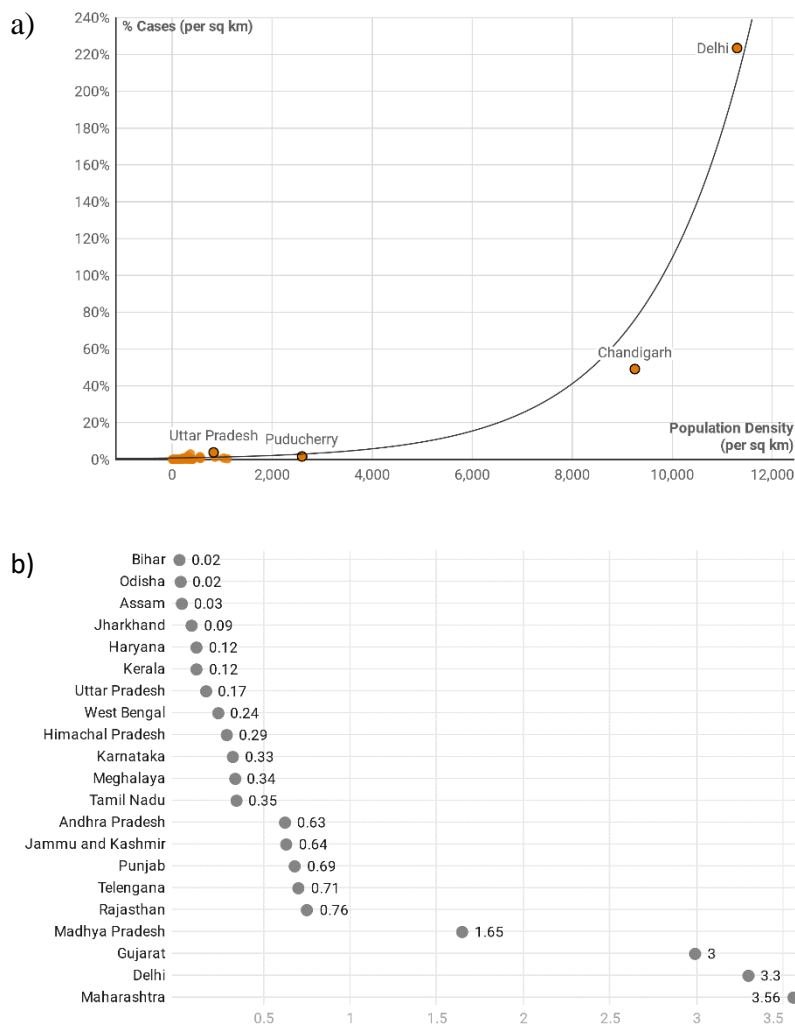 a)
% Cases (per sq km)
240%
220%
200%
180%
160%
140%
120%
100%
80%
60%
40%
20%
0%
Delhi
Chandigarh
Uttar Pradesh
Puducherry
Population Density
(per sq km)
0 2,000 4,000 6,000 8,000 10,000 12,000
b)
Bihar 0.02
Odisha 0.02
Assam 0.03
Jharkhand 0.09
Haryana 0.12
Kerala 0.12
Uttar Pradesh 0.17
West Bengal 0.24
Himachal Pradesh 0.29
Karnataka 0.33
Meghalaya 0.34
Tamil Nadu 0.35
Andhra Pradesh 0.63
Jammu and Kashmir 0.64
Punjab 0.69
Telengana 0.71
Rajasthan 0.76
Madhya Pradesh 1.65
Gujarat 3
Delhi 3.3
Maharashtra 3.56
0.5 1 1.5 2 2.5 3 3.5